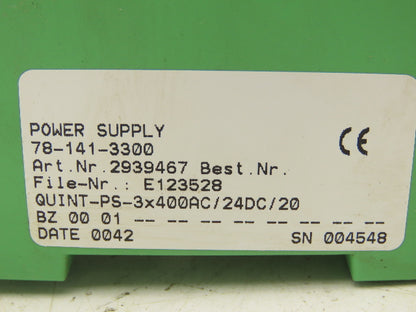 POWER SUPPLY
78-141-3300
CE
Art.Nr.2939467 Best.Nr.
File-Nr.: E123528
QUINT-PS-3x400AC/24DC/20
BZ 00 01 -- -- -- -- -- -- -- --
DATE 0042 SN 004548